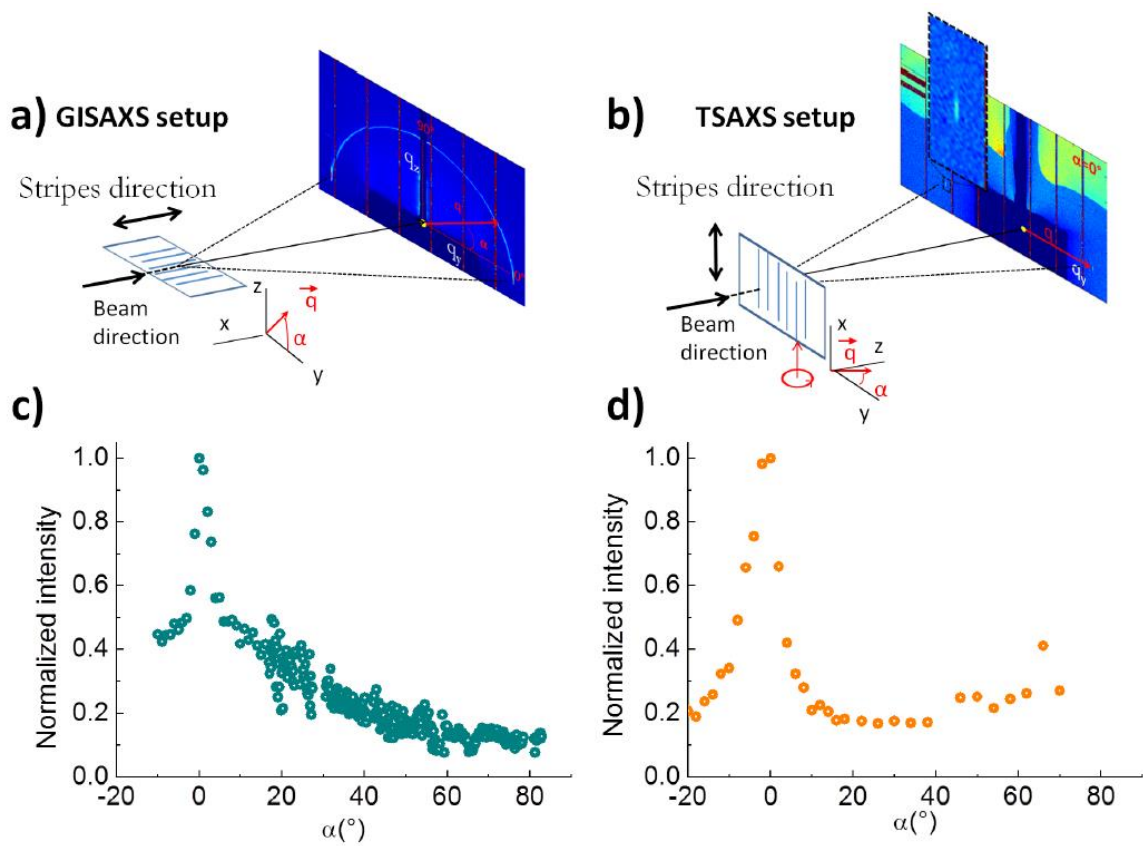 a) GISAXS setup
90°
q_z
q
α
q_y
0°
Stripes direction
Beam
direction
z
x
q
α
y
b) TSAXS setup
α=0°
q
q_y
Stripes direction
Beam
direction
x
q
z
α
y
c)
Normalized intensity
1.0
0.8
0.6
0.4
0.2
0.0
-20 0 20 40 60 80
α(°)
d)
Normalized intensity
1.0
0.8
0.6
0.4
0.2
0.0
-20 0 20 40 60 80
α(°)